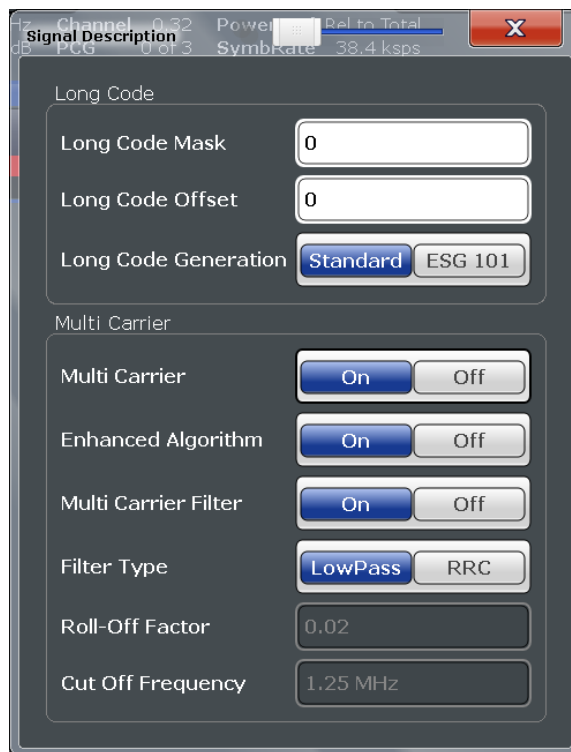 Hz Channel 0.32 Power Rel to Total
Signal Description
dB PCG 0 of 3 SymbRate 38.4 ksps
X
Long Code
Long Code Mask 0
Long Code Offset 0
Long Code Generation Standard ESG 101
Multi Carrier
Multi Carrier On Off
Enhanced Algorithm On Off
Multi Carrier Filter On Off
Filter Type LowPass RRC
Roll-Off Factor 0.02
Cut Off Frequency 1.25 MHz